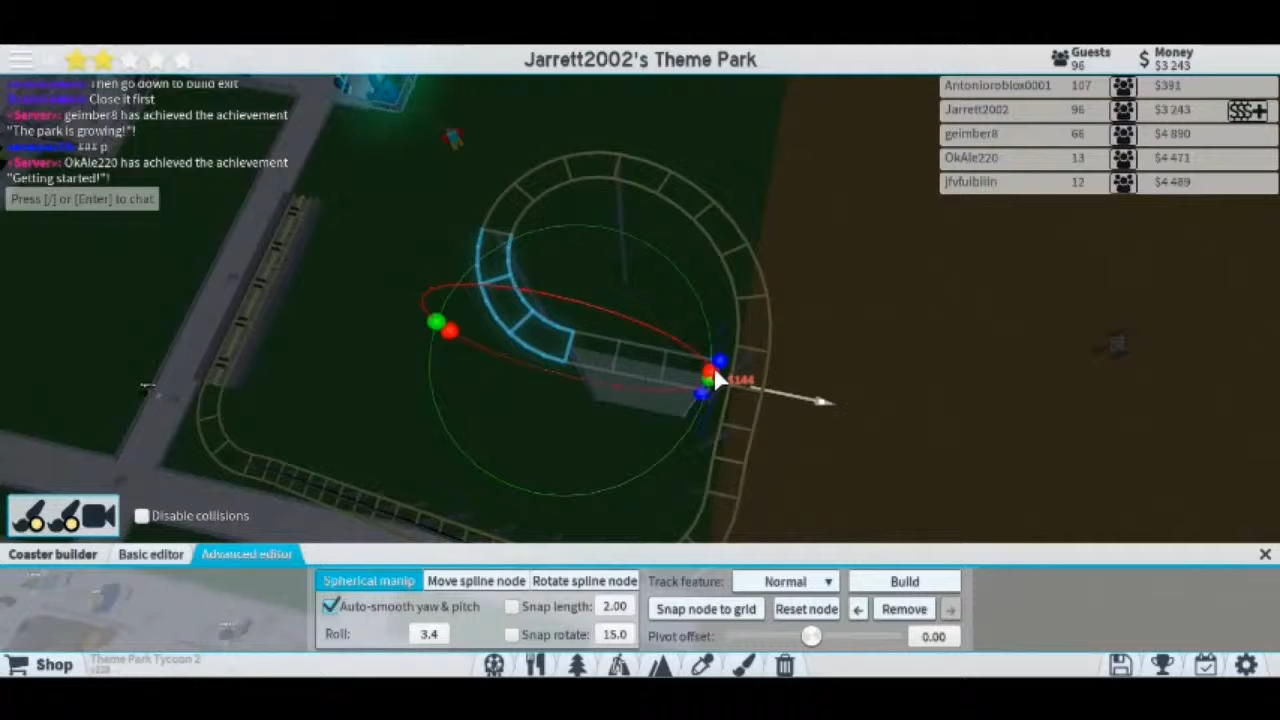 Jarrett2002's Theme Park
Guests
96
Money
$3 243
Then go down to build exit
Close it first
<Server>: geimber8 has achieved the achievement
"The park is growing!"!
### p
<Server>: OkAle220 has achieved the achievement
"Getting started!"!
Press [/] or [Enter] to chat
Antonioroblox0001 107 $391
Jarrett2002 96 $3 243 $$$+
geimber8 66 $4 890
OkAle220 13 $4 471
jfvfuibiiin 12 $4 489
$144
Disable collisions
Coaster builder Basic editor Advanced editor
Spherical manip Move spline node Rotate spline node Track feature: Normal Build
Auto-smooth yaw & pitch Snap length: 2.00 Snap node to grid Reset node Remove
Roll: 3.4 Snap rotate: 15.0 Pivot offset: 0.00
Shop Theme Park Tycoon 2